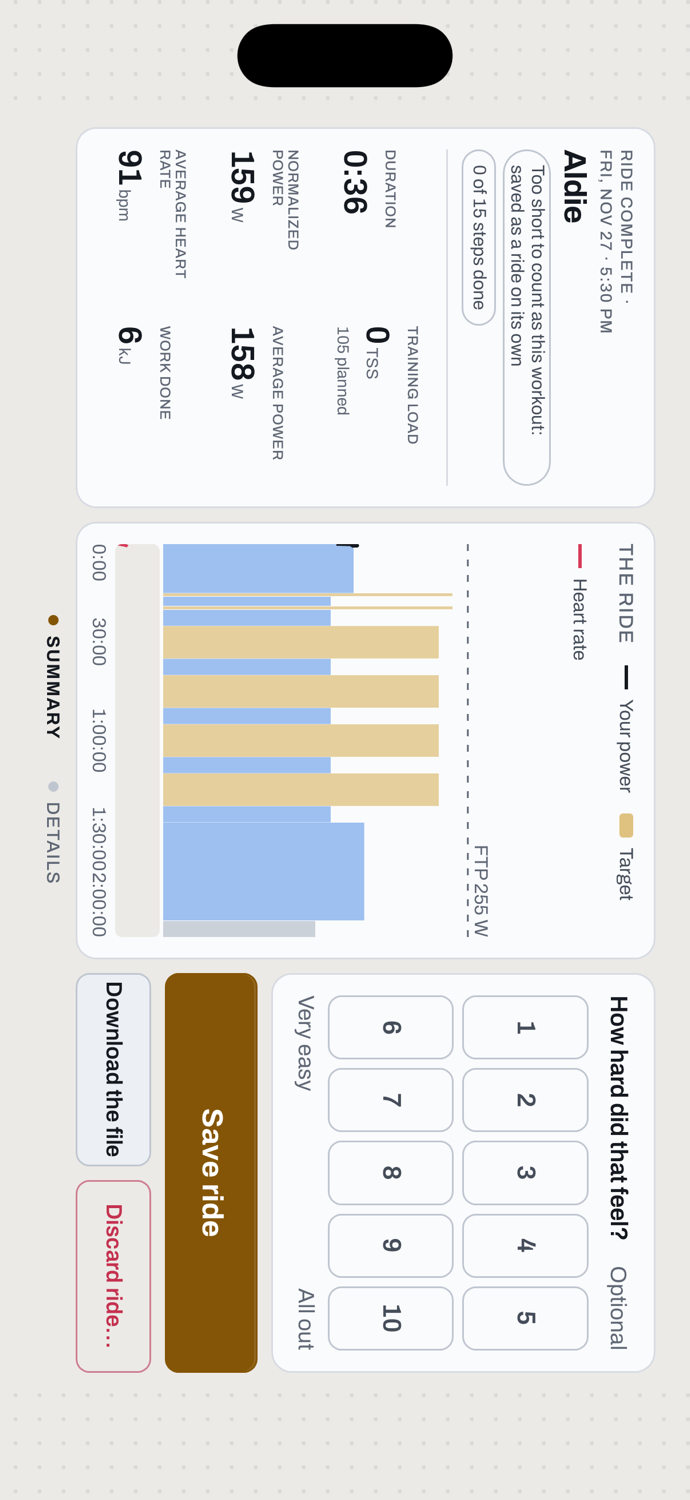 RIDE COMPLETE ·
FRI, NOV 27 · 5:30 PM
Aldie
Too short to count as this workout:
saved as a ride on its own
0 of 15 steps done
DURATION
0:36
TRAINING LOAD
0 TSS
105 planned
NORMALIZED
POWER
159 W
AVERAGE POWER
158 W
AVERAGE HEART
RATE
91 bpm
WORK DONE
6 kJ
THE RIDE
Your power
Target
Heart rate
FTP 255 W
0:00
30:00
1:00:00
1:30:00
2:00:00
How hard did that feel? Optional
1 2 3 4 5
6 7 8 9 10
Very easy
All out
Save ride
Download the file
Discard ride…
SUMMARY
DETAILS